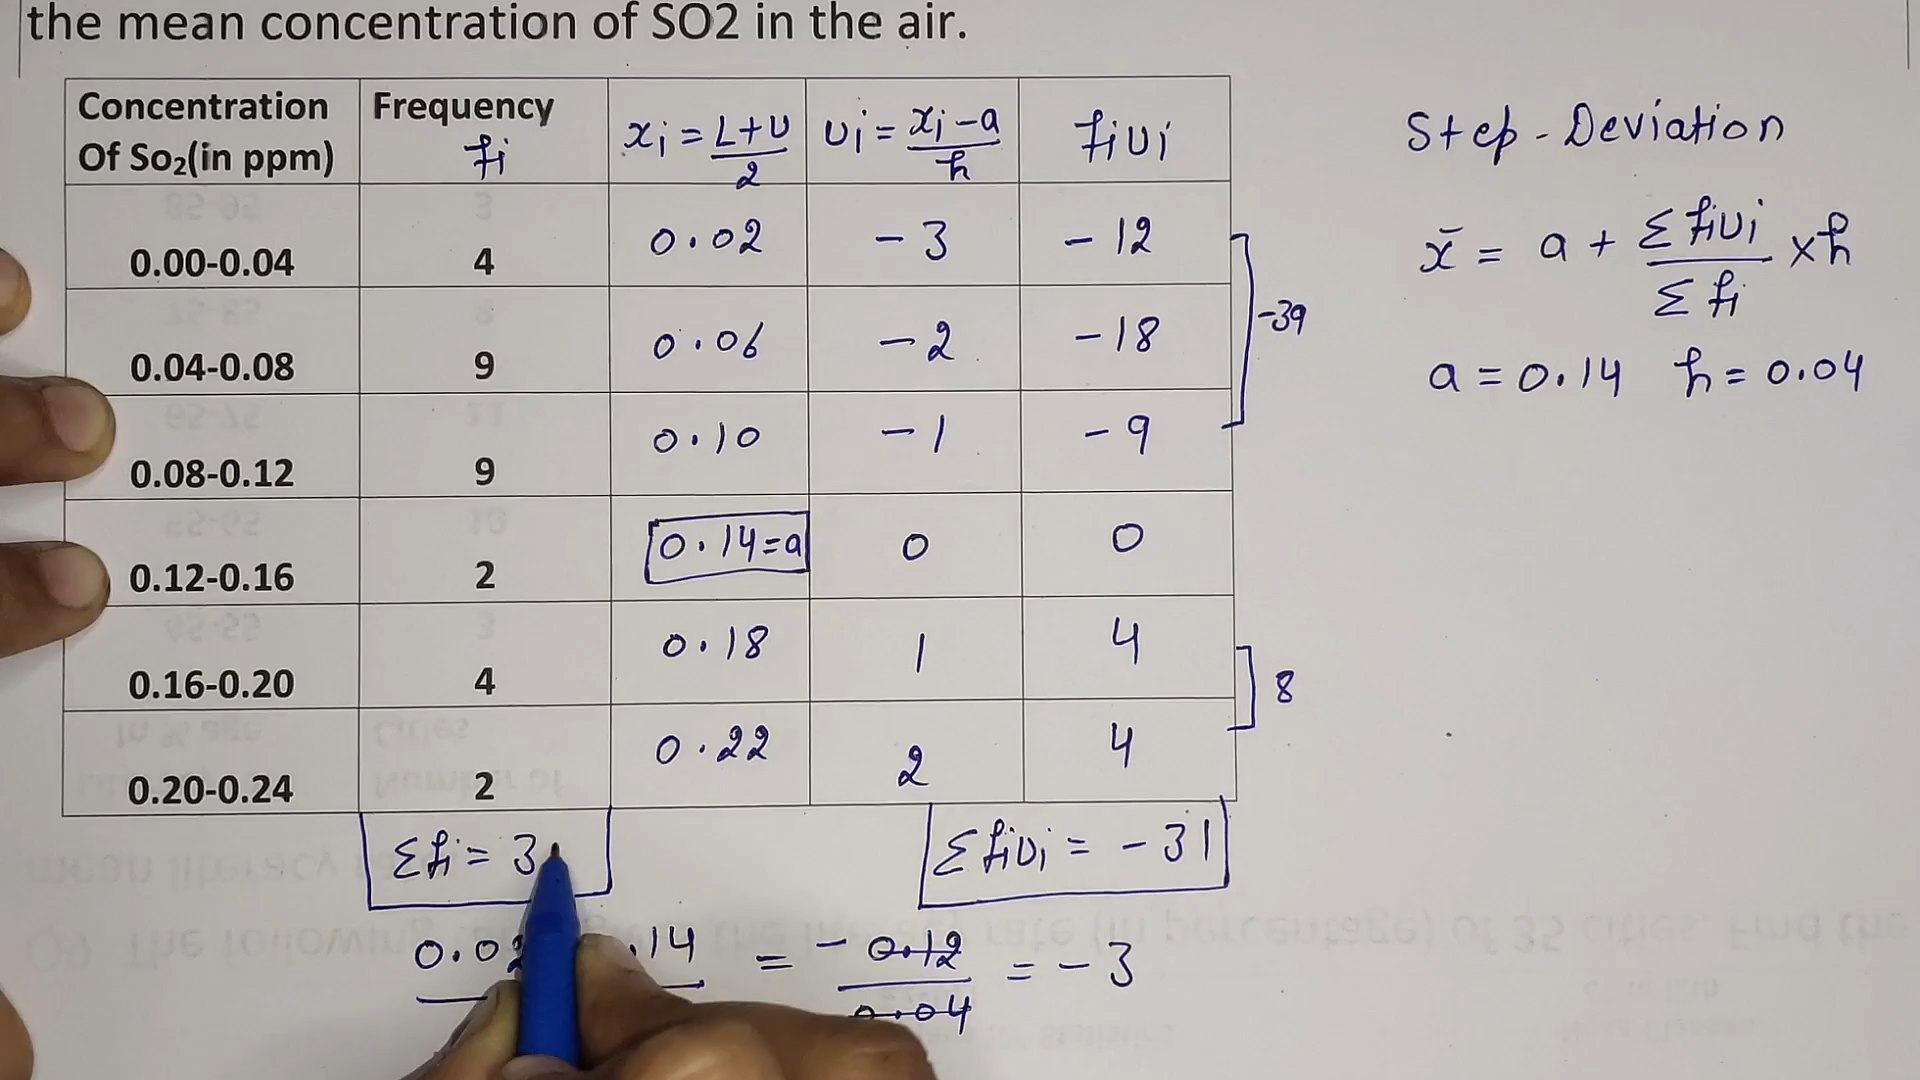 the mean concentration of SO2 in the air.
Concentration Of So₂(in ppm) Frequency fi xi = L+U/2 ui = xi-a/h fiui
0.00-0.04 4 0.02 -3 -12
0.04-0.08 9 0.06 -2 -18
0.08-0.12 9 0.10 -1 -9
0.12-0.16 2 0.14=a 0 0
0.16-0.20 4 0.18 1 4
0.20-0.24 2 0.22 2 4
-39
8
Σfi = 3
Σfiui = -31
0.02 .14 = -0.12/0.04 = -3
Step-Deviation
x̄ = a + Σfiui/Σfi ×h
a = 0.14 h = 0.04